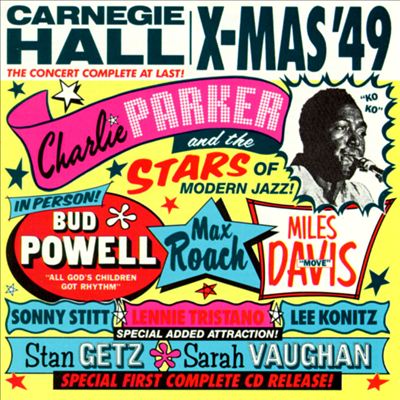 CARNEGIE
HALL X-MAS '49
THE CONCERT COMPLETE AT LAST!
Charlie PARKER
and the
STARS OF
MODERN JAZZ!
"KO
KO"
IN PERSON!
BUD
POWELL
"ALL GOD'S CHILDREN
GOT RHYTHM"
Max
Roach
MILES
DAVIS
"MOVE"
SONNY STITT LENNIE TRISTANO LEE KONITZ
SPECIAL ADDED ATTRACTION!
Stan GETZ Sarah VAUGHAN
SPECIAL FIRST COMPLETE CD RELEASE!